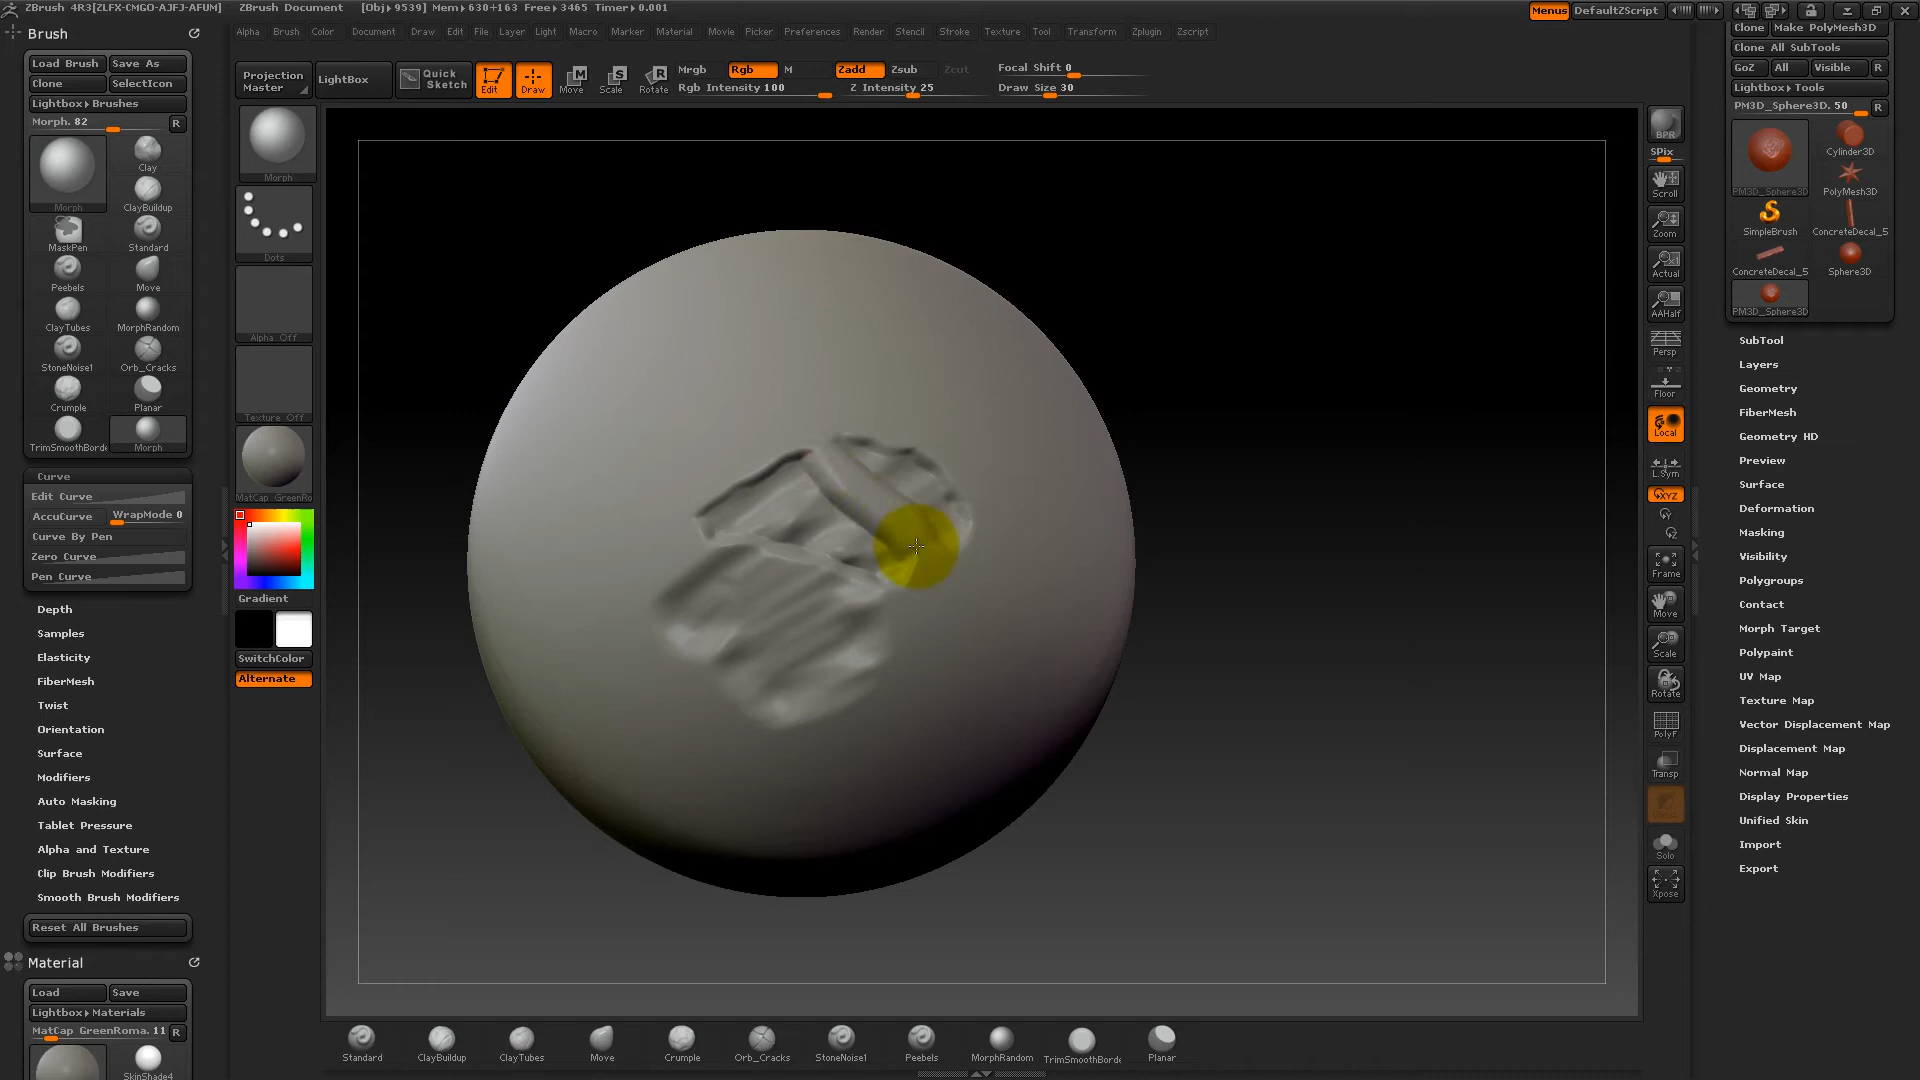 ZBrush 4R3[ZLFX-CMGO-AJFJ-AFUM] ZBrush Document [Obj▸ 9539] Mem▸ 630+163 Free▸ 3465 Timer▸0.001 Menus DefaultZScript
Brush
Alpha Brush Color Document Draw Edit File Layer Light Macro Marker Material Movie Picker Preferences Render Stencil Stroke Texture Tool Transform Zplugin Zscript
Load Brush Save As
Clone SelectIcon
Lightbox▸Brushes
Morph. 82 R
Morph
Clay
ClayBuildup
MaskPen Standard
Peebels Move
ClayTubes MorphRandom
StoneNoise1 Orb_Cracks
Crumple Planar
TrimSmoothBorde Morph
Curve
Edit Curve
AccuCurve WrapMode 0
Curve By Pen
Zero Curve
Pen Curve
Depth
Samples
Elasticity
FiberMesh
Twist
Orientation
Surface
Modifiers
Auto Masking
Tablet Pressure
Alpha and Texture
Clip Brush Modifiers
Smooth Brush Modifiers
Reset All Brushes
Material
Load Save
Lightbox▸Materials
MatCap GreenRoma. 11 R
SkinShade4
Projection
Master
LightBox
Quick
Sketch
Edit Draw Move Scale Rotate
M S R
Mrgb Rgb M Zadd Zsub Zcut
Rgb Intensity 100 Z Intensity 25
Focal Shift 0
Draw Size 30
Morph
Dots
Alpha Off
Texture Off
MatCap GreenRo
Gradient
SwitchColor
Alternate
Standard ClayBuildup ClayTubes Move Crumple Orb_Cracks StoneNoise1 Peebels MorphRandom TrimSmoothBorde Planar
BPR
SPix
Scroll
Zoom
Actual
AAHalf
Persp
Floor
Local
L.Sym
XYZ
Y
Z
Frame
Move
Scale
Rotate
PolyF
Transp
Solo
Xpose
Clone Make PolyMesh3D
Clone All SubTools
GoZ All Visible R
Lightbox▸Tools
PM3D_Sphere3D. 50 R
PM3D_Sphere3D
Cylinder3D
PolyMesh3D
SimpleBrush ConcreteDecal_5
ConcreteDecal_5 Sphere3D
PM3D_Sphere3D
SubTool
Layers
Geometry
FiberMesh
Geometry HD
Preview
Surface
Deformation
Masking
Visibility
Polygroups
Contact
Morph Target
Polypaint
UV Map
Texture Map
Vector Displacement Map
Displacement Map
Normal Map
Display Properties
Unified Skin
Import
Export